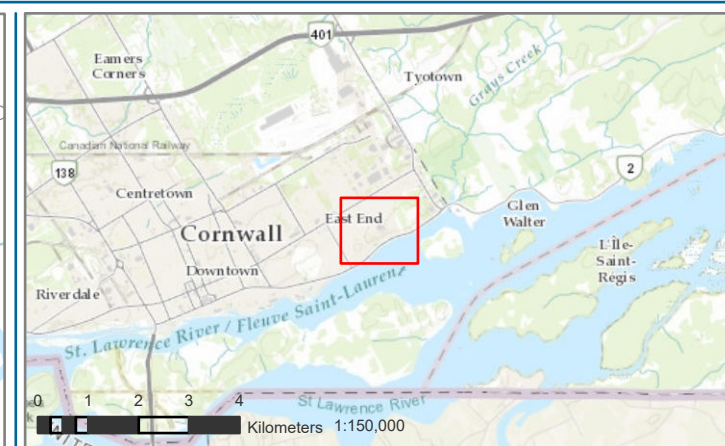 401
Eamers
Corners
Tyotown
Grays Creek
Canadian National Railway
138
2
Centretown
East End
Glen
Walter
Cornwall
L'Île-
Saint-
Régis
Downtown
Riverdale
St. Lawrence River / Fleuve Saint-Laurent
St Lawrence River
0 1 2 3 4
Kilometers 1:150,000